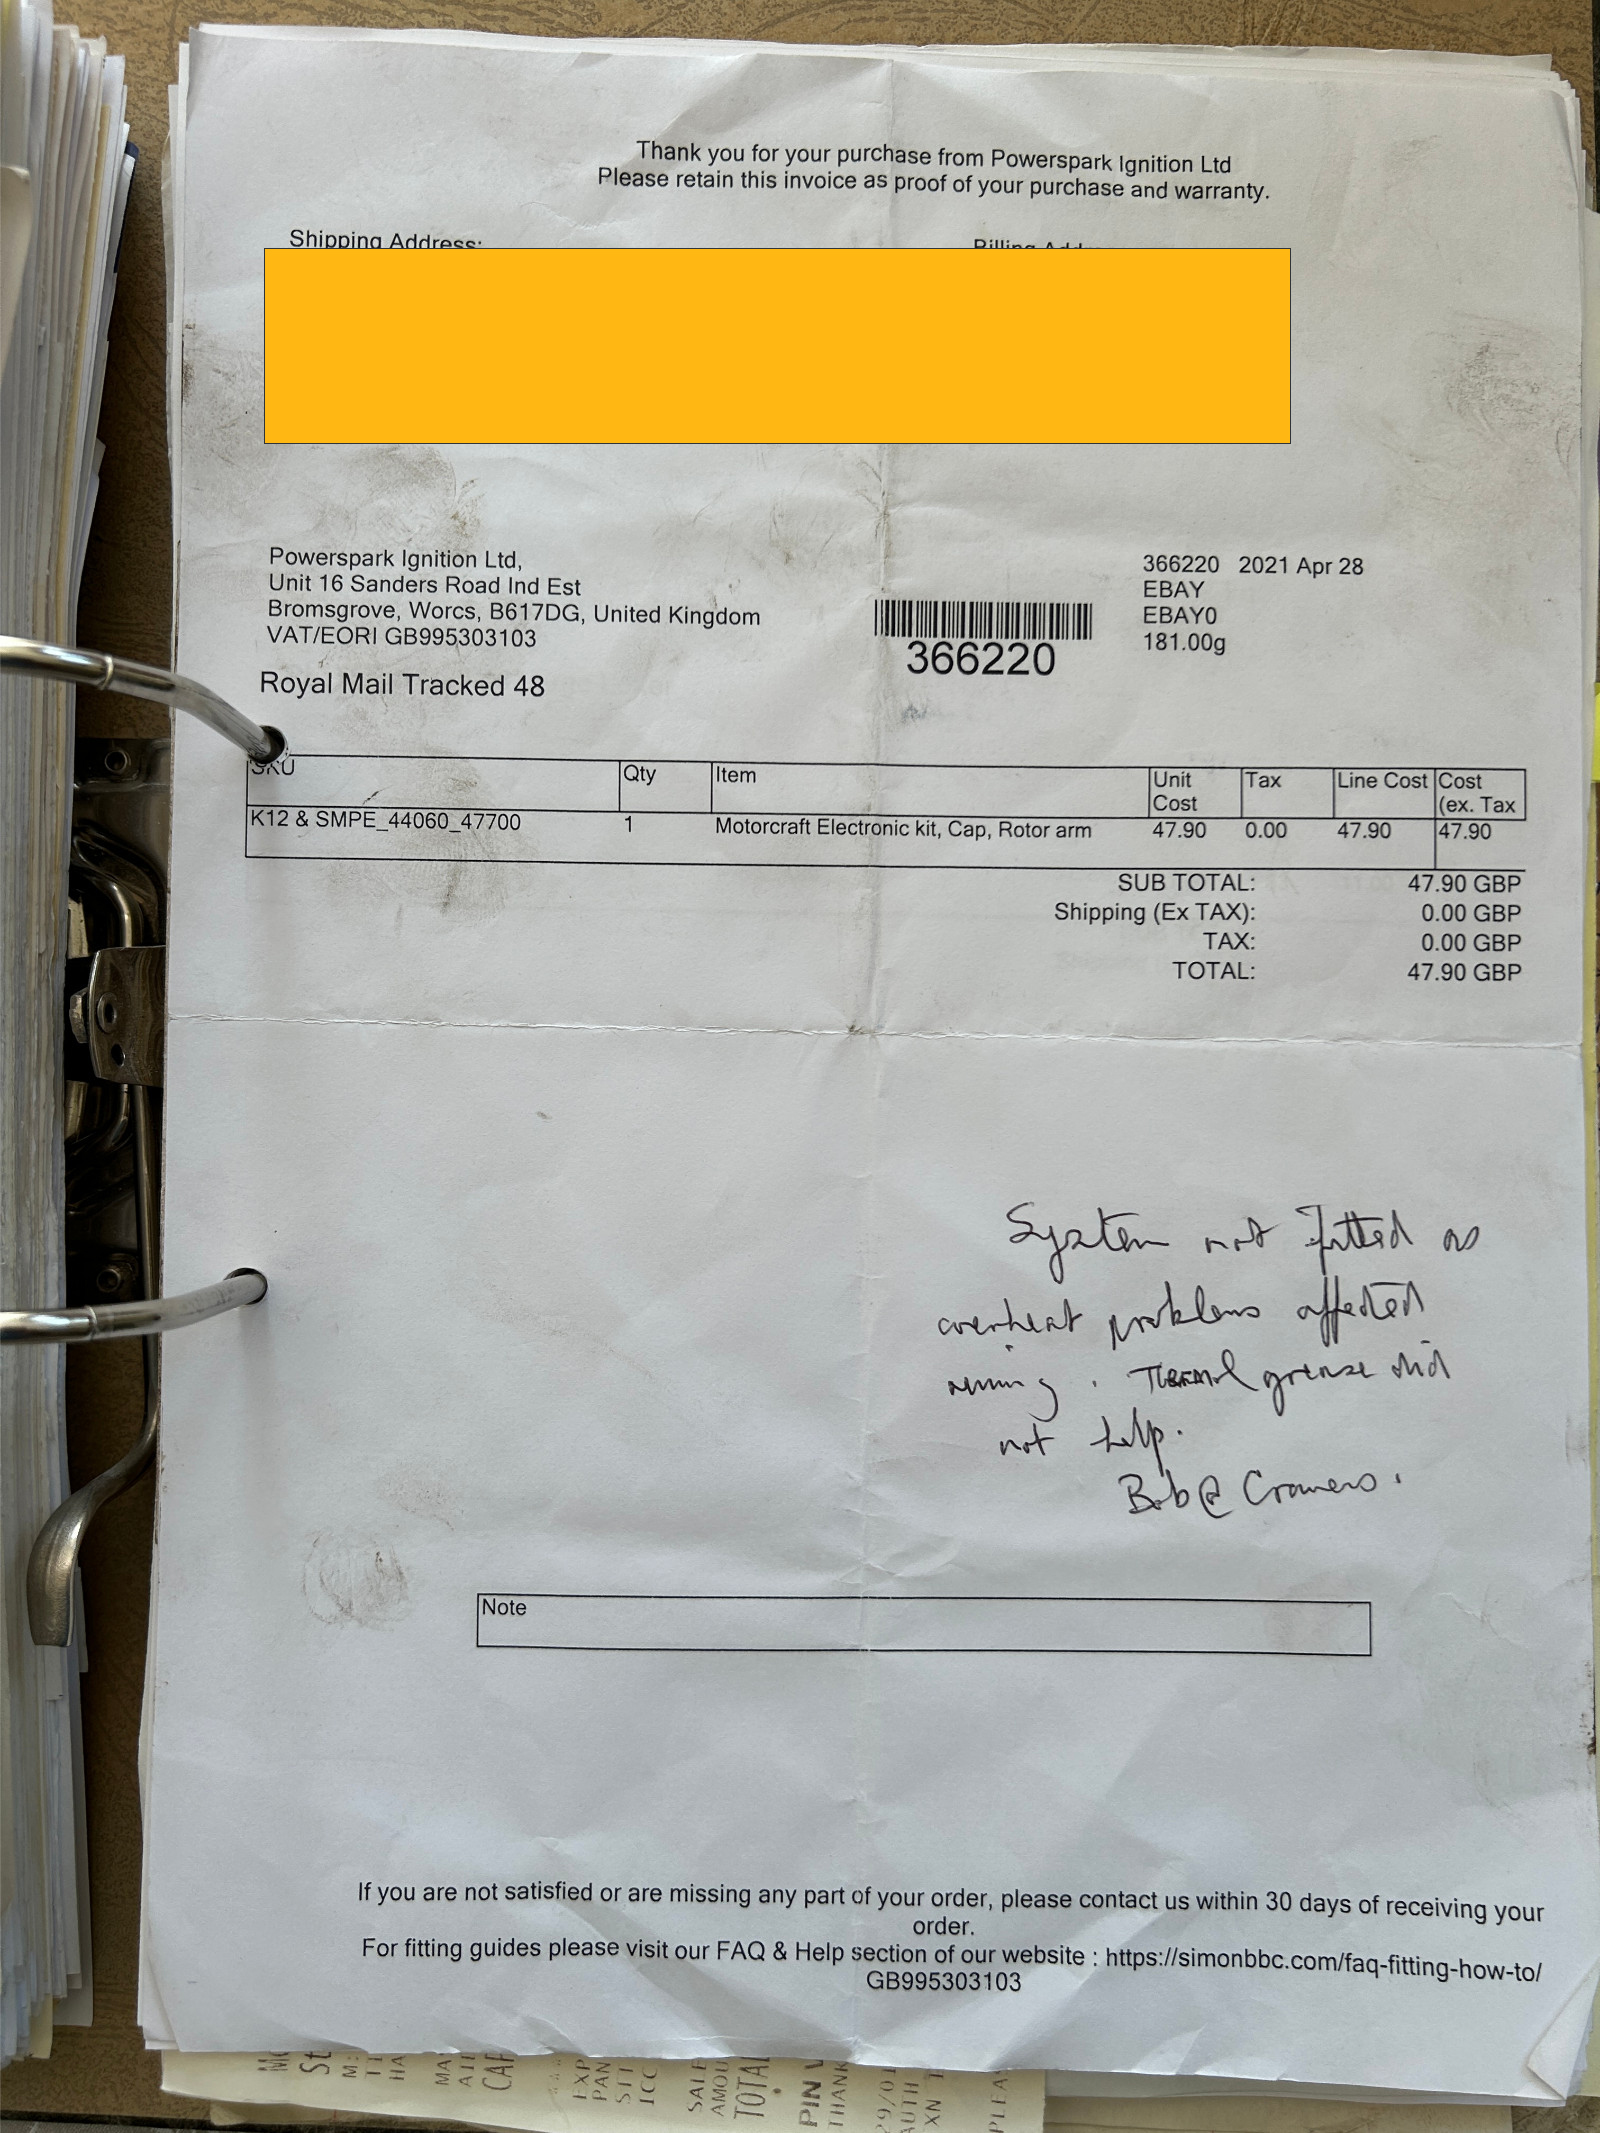 Thank you for your purchase from Powerspark Ignition Ltd
Please retain this invoice as proof of your purchase and warranty.
Shipping Address:
Powerspark Ignition Ltd,
Unit 16 Sanders Road Ind Est
Bromsgrove, Worcs, B617DG, United Kingdom
VAT/EORI GB995303103
Royal Mail Tracked 48
366220
366220 2021 Apr 28
EBAY
EBAY0
181.00g
SKU Qty Item Unit Cost Tax Line Cost Cost (ex. Tax
K12 & SMPE_44060_47700 1 Motorcraft Electronic kit, Cap, Rotor arm 47.90 0.00 47.90 47.90
SUB TOTAL: 47.90 GBP
Shipping (Ex TAX): 0.00 GBP
TAX: 0.00 GBP
TOTAL: 47.90 GBP
System not fitted as
overheat problems affected
running. Thermal grease did
not help.
Bob @ Cramers.
Note
If you are not satisfied or are missing any part of your order, please contact us within 30 days of receiving your
order.
For fitting guides please visit our FAQ & Help section of our website : https://simonbbc.com/faq-fitting-how-to/
GB995303103
SALE
AMOU
TOTAL
PIN
THANK